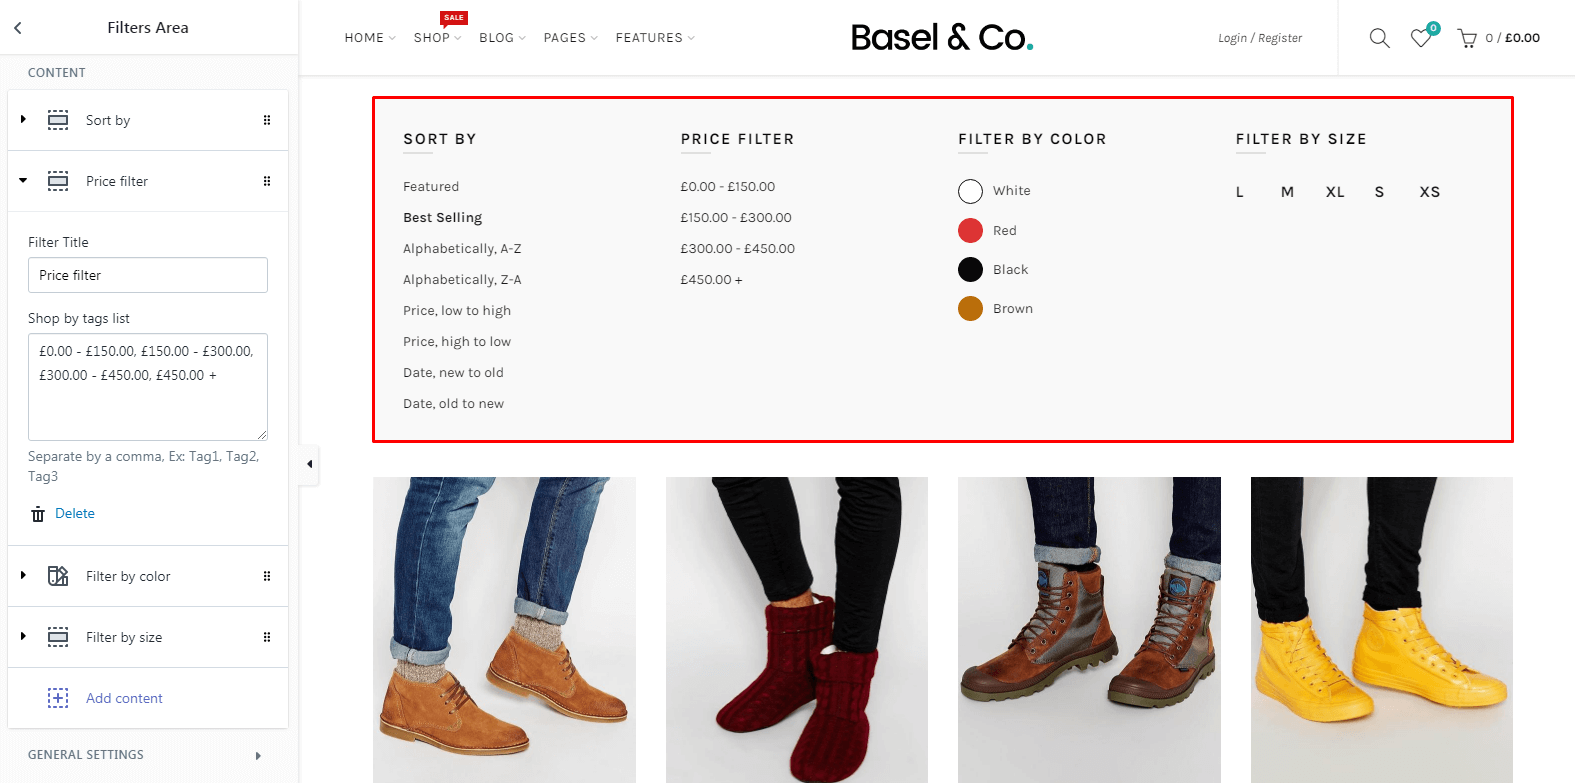 Filters Area
CONTENT
Sort by
Price filter
Filter Title
Price filter
Shop by tags list
£0.00 - £150.00, £150.00 - £300.00,
£300.00 - £450.00, £450.00 +
Separate by a comma, Ex: Tag1, Tag2,
Tag3
Delete
Filter by color
Filter by size
Add content
GENERAL SETTINGS
SALE
HOME SHOP BLOG PAGES FEATURES
Basel & Co.
Login / Register
0
0 / £0.00
SORT BY
Featured
Best Selling
Alphabetically, A-Z
Alphabetically, Z-A
Price, low to high
Price, high to low
Date, new to old
Date, old to new
PRICE FILTER
£0.00 - £150.00
£150.00 - £300.00
£300.00 - £450.00
£450.00 +
FILTER BY COLOR
White
Red
Black
Brown
FILTER BY SIZE
L M XL S XS